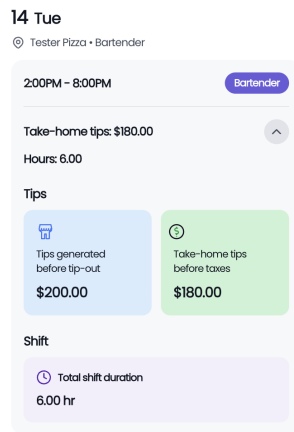 14 Tue
Tester Pizza • Bartender
2:00PM - 8:00PM
Bartender
Take-home tips: $180.00
Hours: 6.00
Tips
Tips generated
before tip-out
$200.00
Take-home tips
before taxes
$180.00
Shift
Total shift duration
6.00 hr